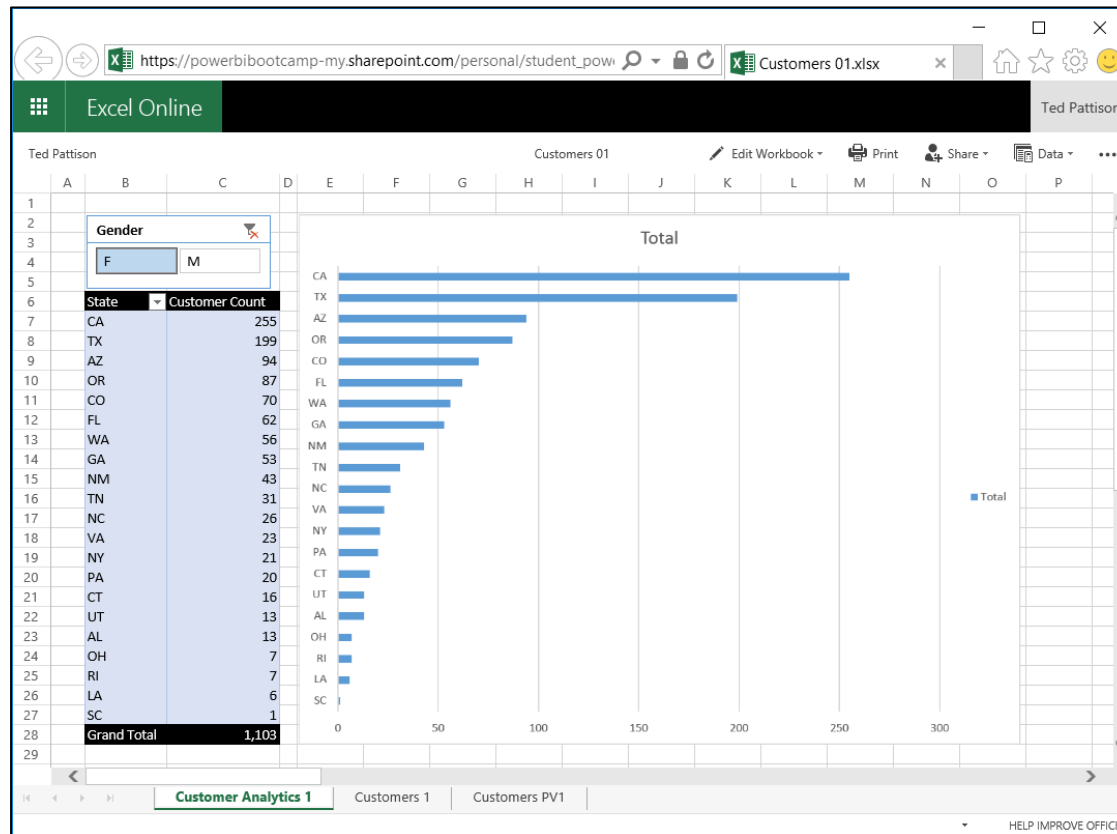 https://powerbibootcamp-my.sharepoint.com/personal/student_pow
Customers 01.xlsx
Excel Online
Ted Pattison
Ted Pattison
Customers 01
Edit Workbook
Print
Share
Data
A B C D E F G H I J K L M N O P
1
2
3
4
5
6
7
8
9
10
11
12
13
14
15
16
17
18
19
20
21
22
23
24
25
26
27
28
29
Gender
F M
State Customer Count
CA 255
TX 199
AZ 94
OR 87
CO 70
FL 62
WA 56
GA 53
NM 43
TN 31
NC 26
VA 23
NY 21
PA 20
CT 16
UT 13
AL 13
OH 7
RI 7
LA 6
SC 1
Grand Total 1,103
Total
CA
TX
AZ
OR
CO
FL
WA
GA
NM
TN
NC
VA
NY
PA
CT
UT
AL
OH
RI
LA
SC
0 50 100 150 200 250 300
Total
Customer Analytics 1 Customers 1 Customers PV1
HELP IMPROVE OFFIC